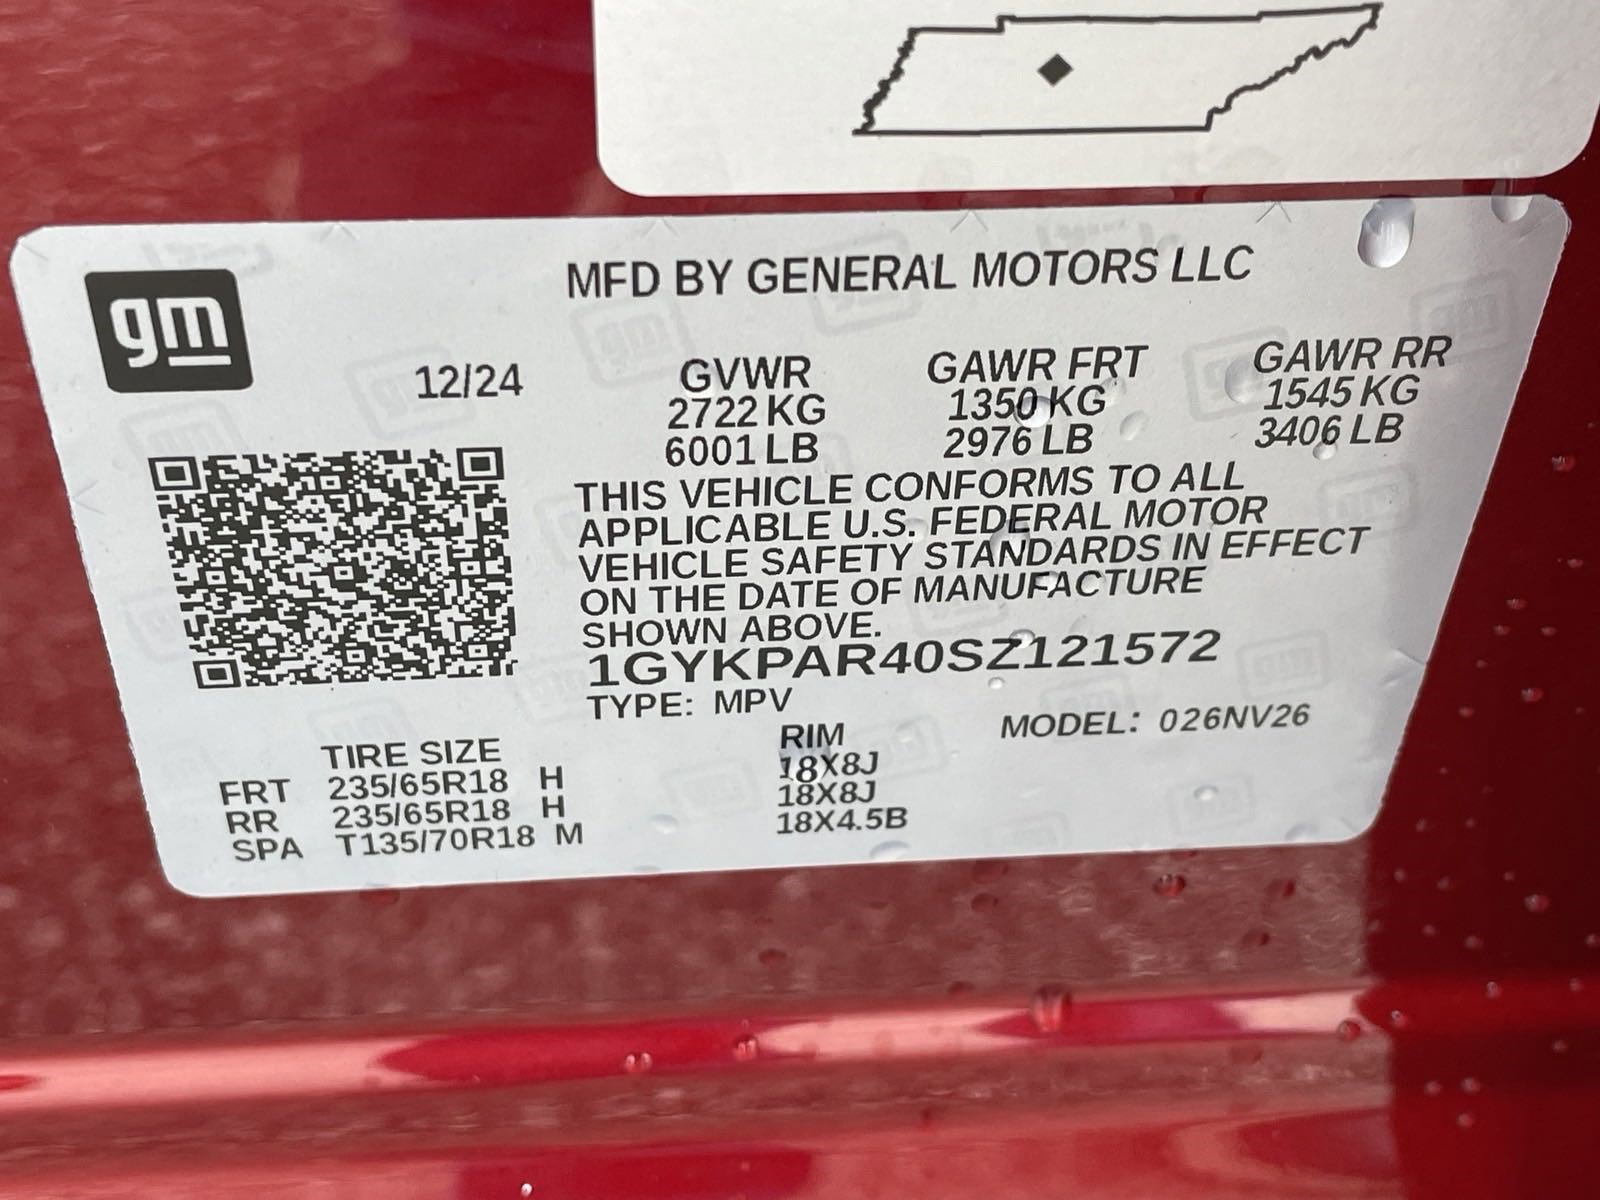 MFD BY GENERAL MOTORS LLC
gm
12/24 GVWR GAWR FRT GAWR RR
2722 KG 1350 KG 1545 KG
6001 LB 2976 LB 3406 LB
THIS VEHICLE CONFORMS TO ALL
APPLICABLE U.S. FEDERAL MOTOR
VEHICLE SAFETY STANDARDS IN EFFECT
ON THE DATE OF MANUFACTURE
SHOWN ABOVE.
1GYKPAR40SZ121572
TYPE: MPV MODEL: 026NV26
TIRE SIZE RIM
FRT 235/65R18 H 18X8J
RR 235/65R18 H 18X8J
SPA T135/70R18 M 18X4.5B